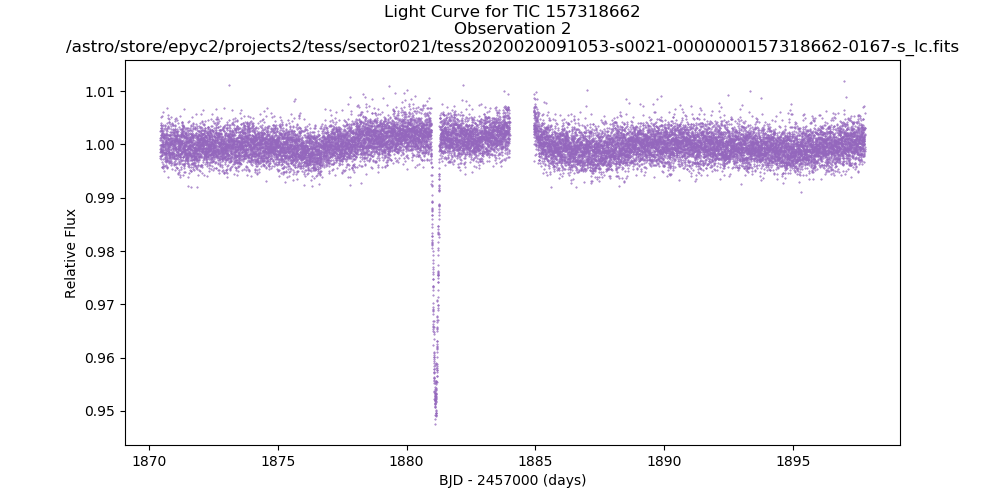 Light Curve for TIC 157318662
Observation 2
/astro/store/epyc2/projects2/tess/sector021/tess2020020091053-s0021-0000000157318662-0167-s_lc.fits
1.01
1.00
0.99
0.98
0.97
0.96
0.95
Relative Flux
1870
1875
1880
1885
1890
1895
BJD - 2457000 (days)